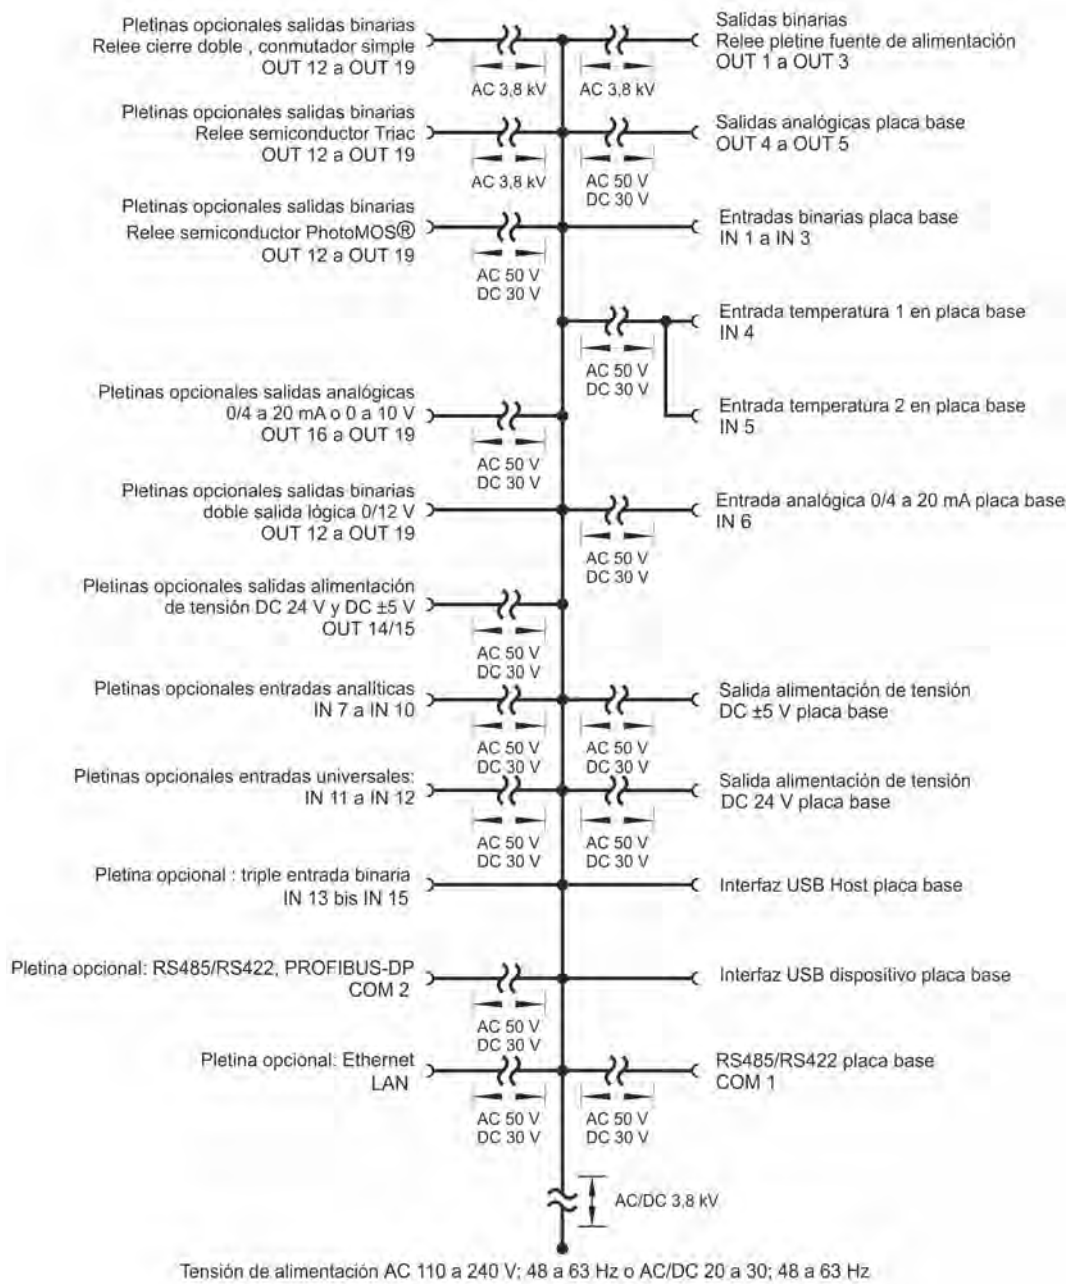 Pletinas opcionales salidas binarias
Relee cierre doble , conmutador simple
OUT 12 a OUT 19
AC 3,8 kV
AC 3,8 kV
Salidas binarias
Relee pletine fuente de alimentación
OUT 1 a OUT 3
Pletinas opcionales salidas binarias
Relee semiconductor Triac
OUT 12 a OUT 19
AC 3,8 kV
AC 50 V
DC 30 V
Salidas analógicas placa base
OUT 4 a OUT 5
Pletinas opcionales salidas binarias
Relee semiconductor PhotoMOS®
OUT 12 a OUT 19
AC 50 V
DC 30 V
Entradas binarias placa base
IN 1 a IN 3
Entrada temperatura 1 en placa base
IN 4
AC 50 V
DC 30 V
Pletinas opcionales salidas analógicas
0/4 a 20 mA o 0 a 10 V
OUT 16 a OUT 19
AC 50 V
DC 30 V
Entrada temperatura 2 en placa base
IN 5
Pletinas opcionales salidas binarias
doble salida lógica 0/12 V
OUT 12 a OUT 19
Entrada analógica 0/4 a 20 mA placa base
IN 6
AC 50 V
DC 30 V
Pletinas opcionales salidas alimentación
de tensión DC 24 V y DC ±5 V
OUT 14/15
AC 50 V
DC 30 V
Pletinas opcionales entradas analíticas
IN 7 a IN 10
AC 50 V
DC 30 V
AC 50 V
DC 30 V
Salida alimentación de tensión
DC ±5 V placa base
Pletinas opcionales entradas universales:
IN 11 a IN 12
AC 50 V
DC 30 V
AC 50 V
DC 30 V
Salida alimentación de tensión
DC 24 V placa base
Pletina opcional : triple entrada binaria
IN 13 bis IN 15
Interfaz USB Host placa base
Pletina opcional: RS485/RS422, PROFIBUS-DP
COM 2
AC 50 V
DC 30 V
Interfaz USB dispositivo placa base
Pletina opcional: Ethernet
LAN
AC 50 V
DC 30 V
AC 50 V
DC 30 V
RS485/RS422 placa base
COM 1
AC/DC 3,8 kV
Tensión de alimentación AC 110 a 240 V; 48 a 63 Hz o AC/DC 20 a 30; 48 a 63 Hz